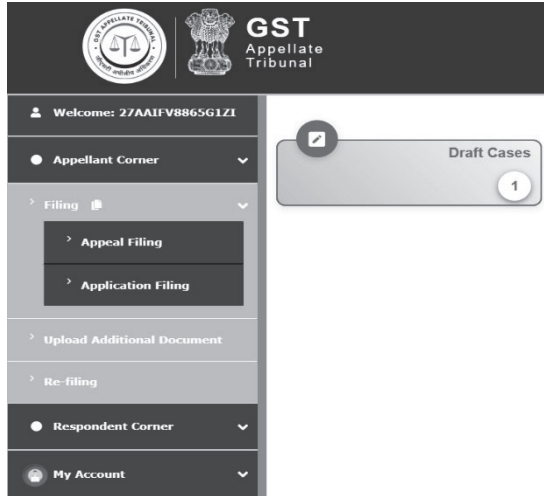 GST
Appellate
Tribunal
Welcome: 27AAIFV8865G1ZI
Appellant Corner
Filing
Appeal Filing
Application Filing
Upload Additional Document
Re-filing
Respondent Corner
My Account
Draft Cases
1